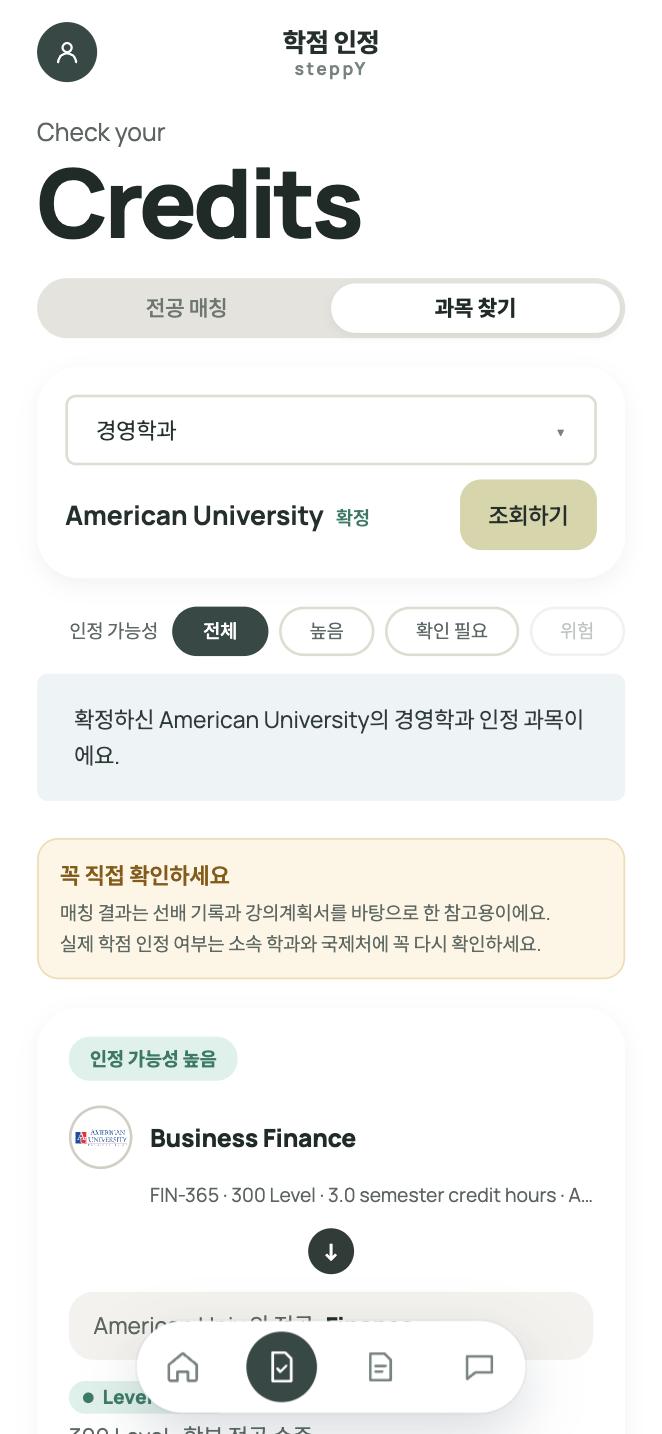 학점 인정
steppY
Check your
Credits
전공 매칭
과목 찾기
경영학과
American University 확정
조회하기
인정 가능성
전체
높음
확인 필요
위험
확정하신 American University의 경영학과 인정 과목이
에요.
꼭 직접 확인하세요
매칭 결과는 선배 기록과 강의계획서를 바탕으로 한 참고용이에요.
실제 학점 인정 여부는 소속 학과와 국제처에 꼭 다시 확인하세요.
인정 가능성 높음
AMERICAN
UNIVERSITY
Business Finance
FIN-365 · 300 Level · 3.0 semester credit hours · A...
Level